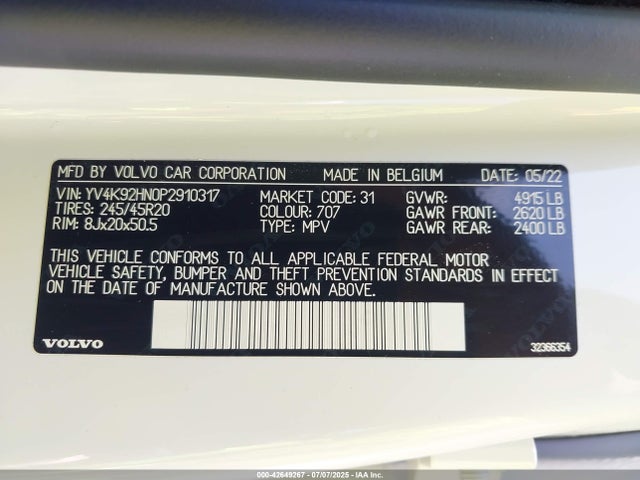 MFD BY VOLVO CAR CORPORATION MADE IN BELGIUM DATE: 05/22
VIN: YV4K92HN0P2910317 MARKET CODE: 31 GVWR: 4915 LB
TIRES: 245/45R20 COLOUR: 707 GAWR FRONT: 2620 LB
RIM: 8Jx20x50.5 TYPE: MPV GAWR REAR: 2400 LB
THIS VEHICLE CONFORMS TO ALL APPLICABLE FEDERAL MOTOR
VEHICLE SAFETY, BUMPER AND THEFT PREVENTION STANDARDS IN EFFECT
ON THE DATE OF MANUFACTURE SHOWN ABOVE.
VOLVO 32366354
000-42649267 - 07/07/2025 - IAA Inc.